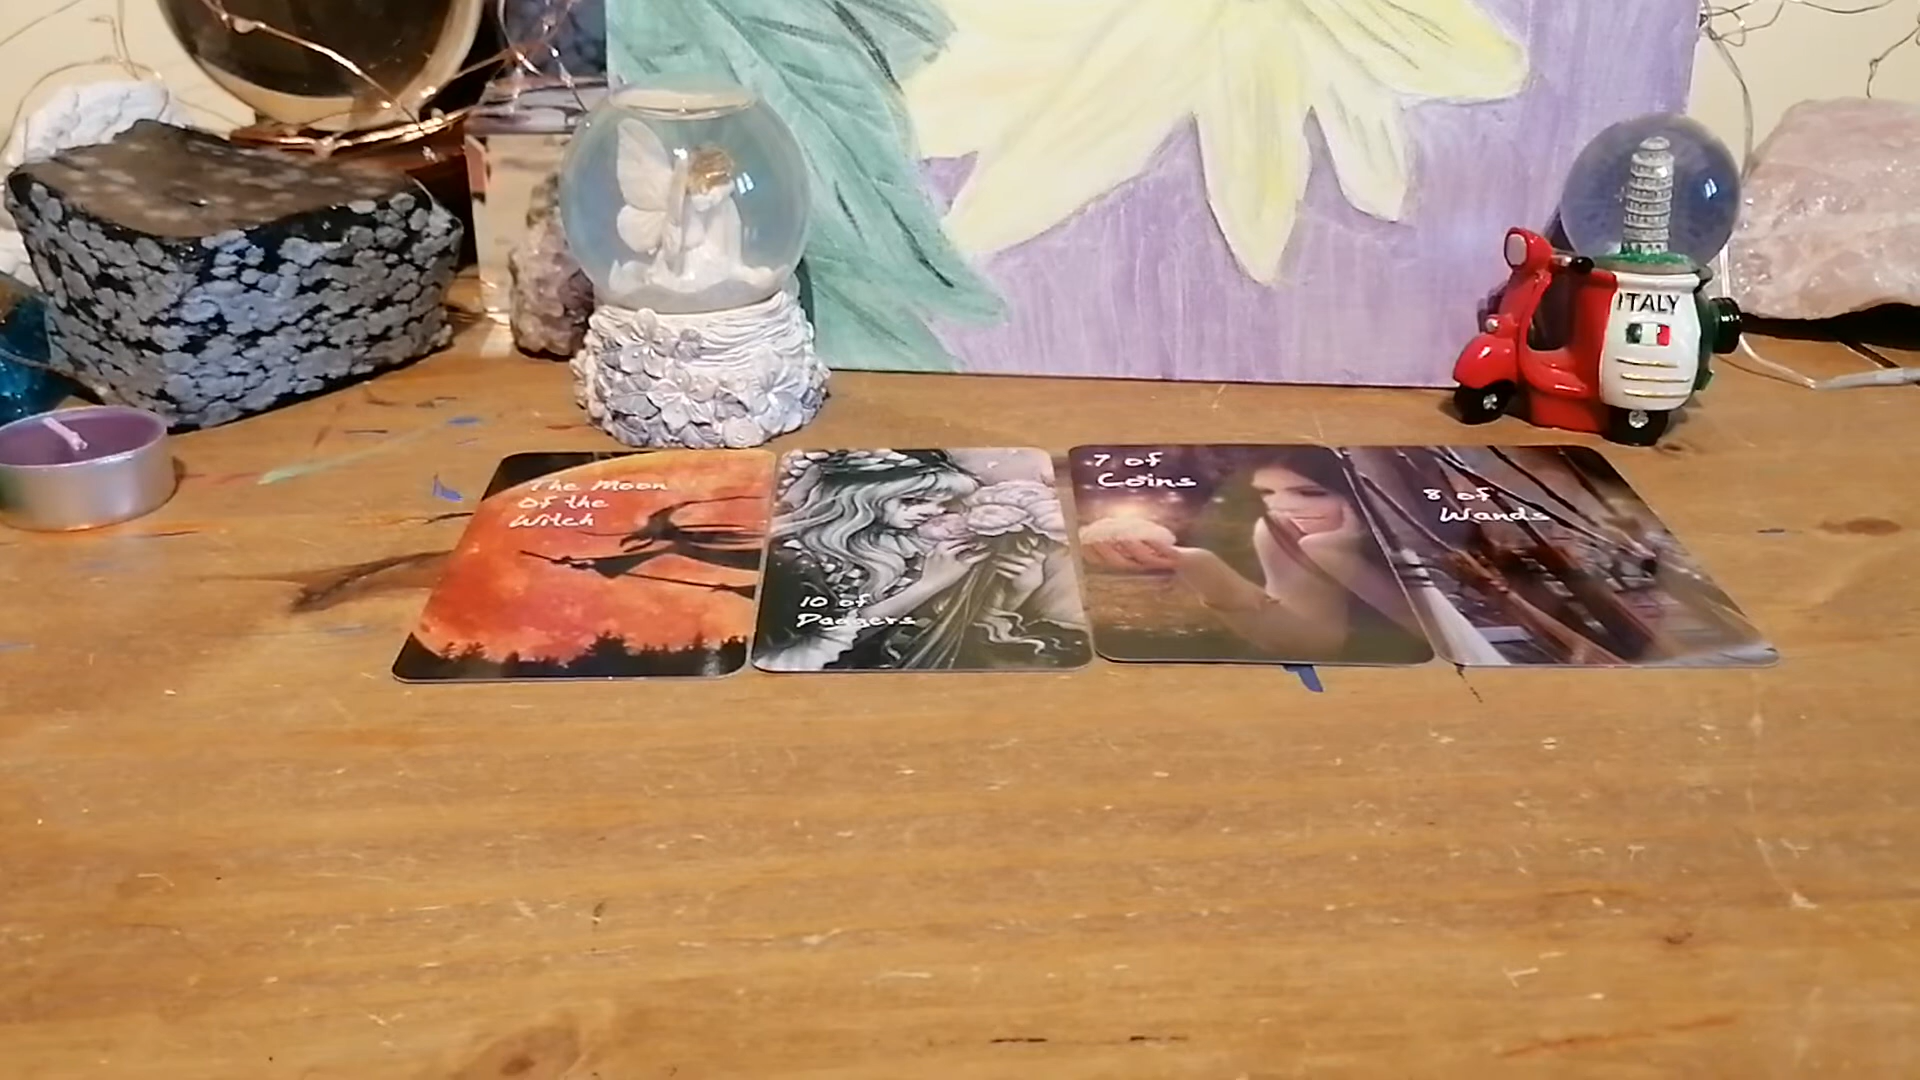 ITALY
The Moon
Of the
Witch
10 of
Daggers
7 of
Coins
8 of
Wands